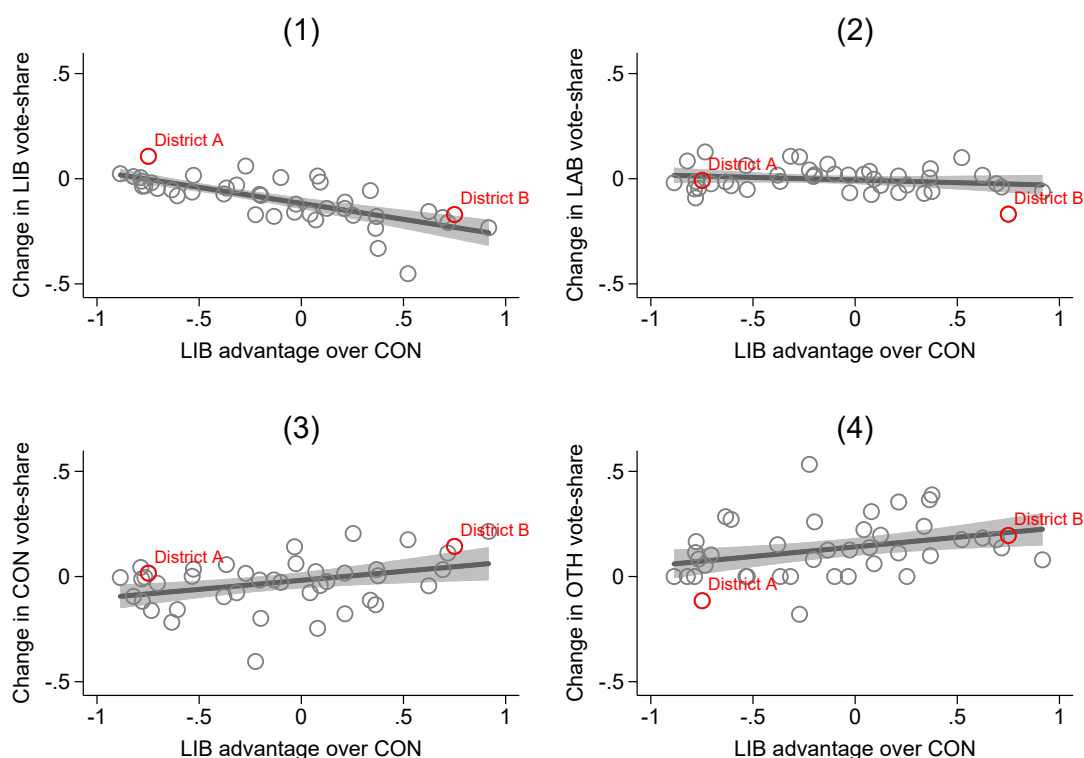 (1)
Change in LIB vote-share
.5
0
-.5
District A
District B
-1 -.5 0 .5 1
LIB advantage over CON
(2)
Change in LAB vote-share
.5
0
-.5
District A
District B
-1 -.5 0 .5 1
LIB advantage over CON
(3)
Change in CON vote-share
.5
0
-.5
District B
District A
-1 -.5 0 .5 1
LIB advantage over CON
(4)
Change in OTH vote-share
.5
0
-.5
District B
District A
-1 -.5 0 .5 1
LIB advantage over CON